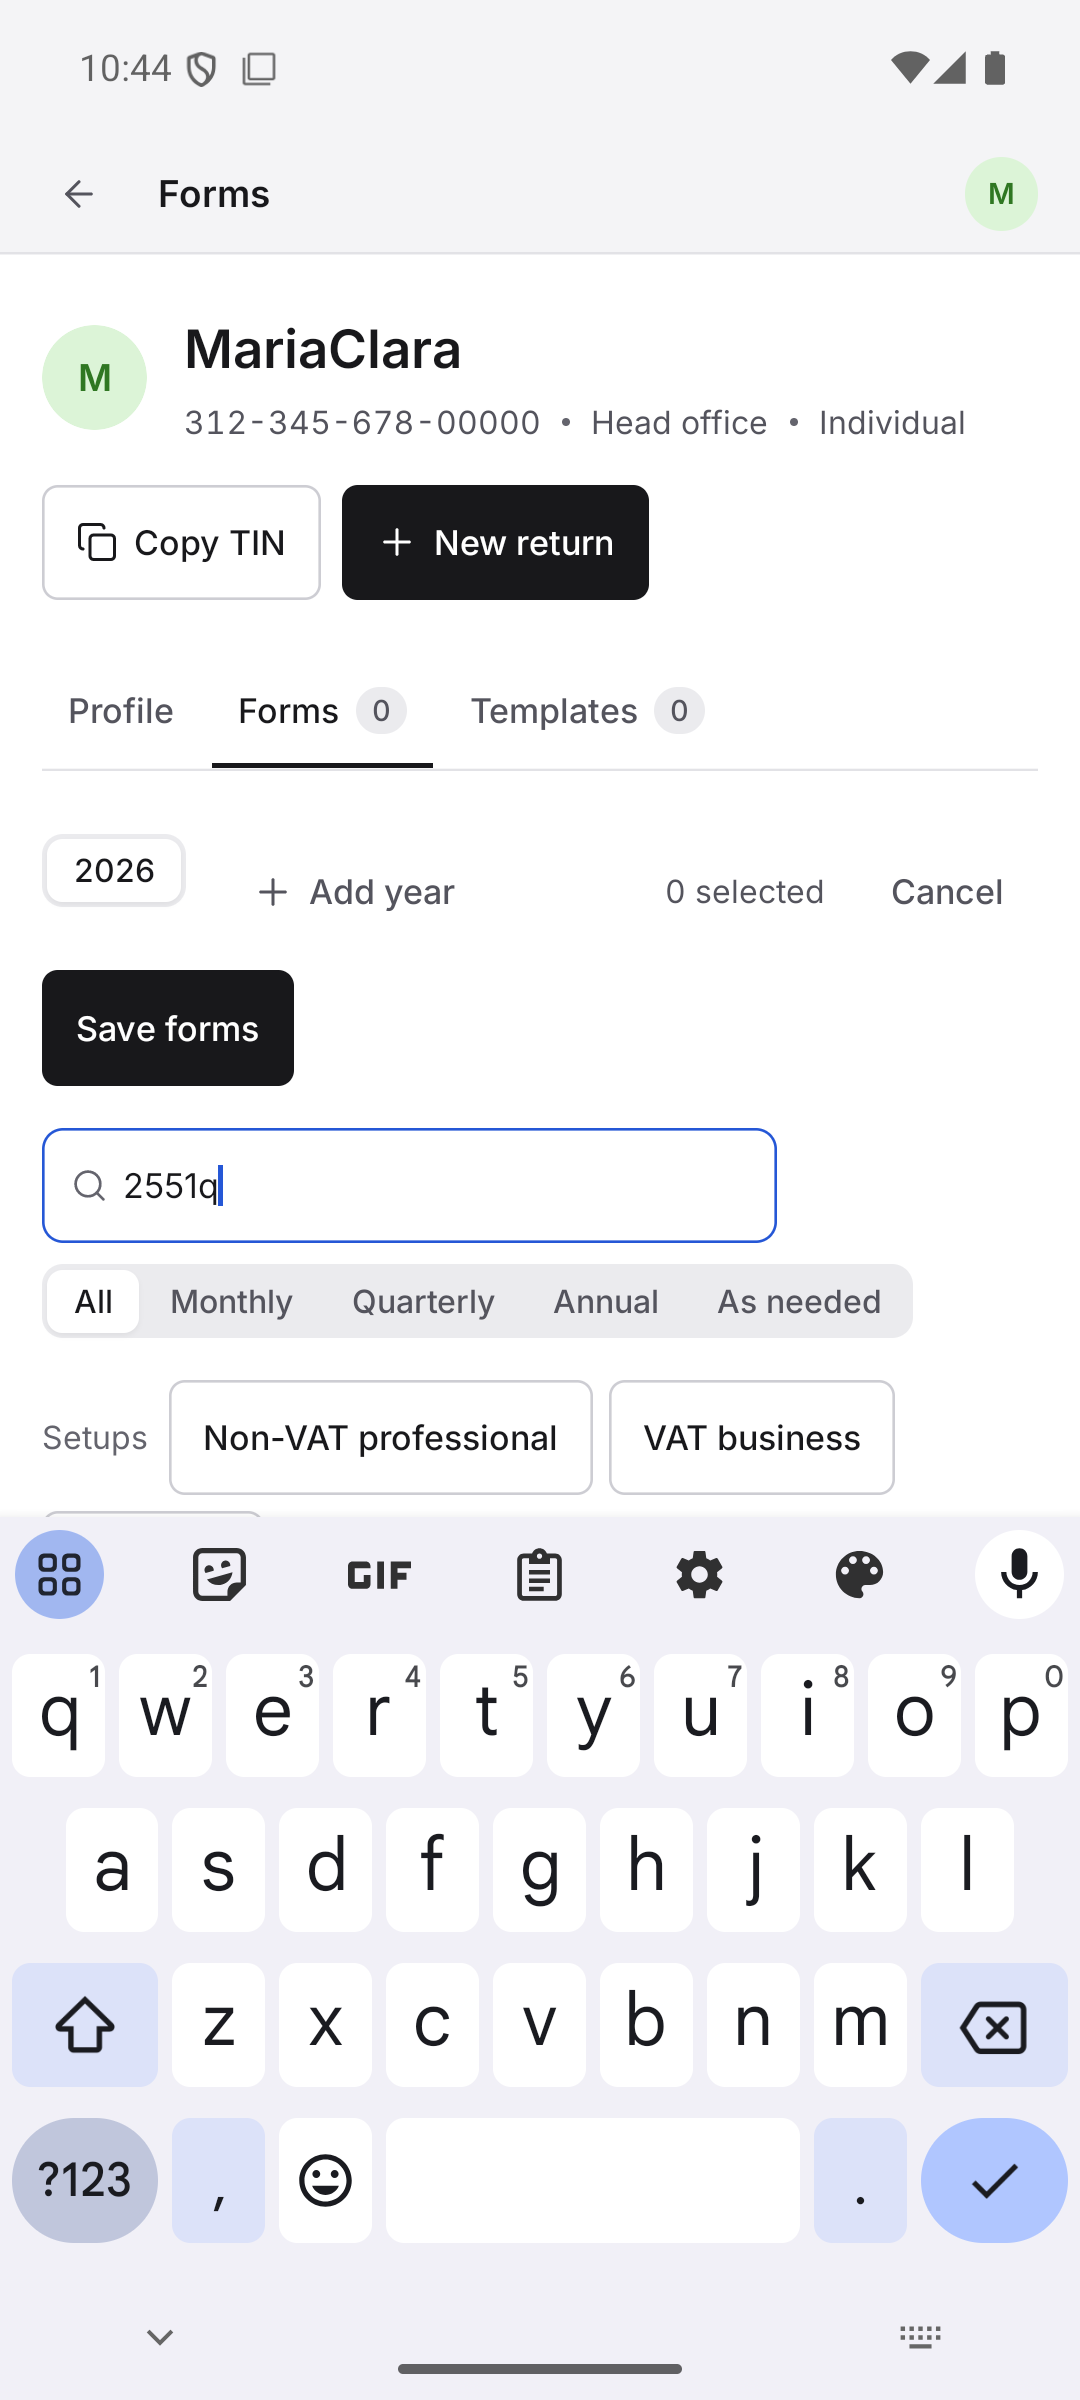 10:44
Forms
M
M
MariaClara
312-345-678-00000 • Head office • Individual
Copy TIN
New return
Profile
Forms 0
Templates 0
2026
Add year
0 selected
Cancel
Save forms
2551q
All
Monthly
Quarterly
Annual
As needed
Setups
Non-VAT professional
VAT business
GIF
q1 w2 e3 r4 t5 y6 u7 i8 o9 p0
a s d f g h j k l
z x c v b n m
?123 , .